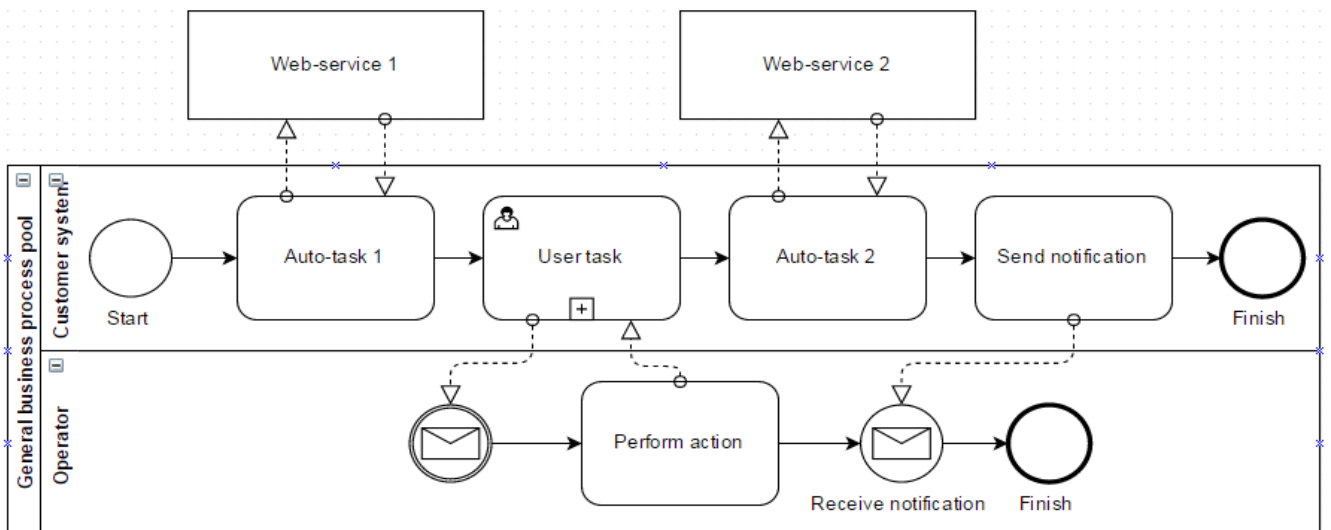 Web-service 1
Web-service 2
General business process pool
Customer system
Start
Auto-task 1
User task
Auto-task 2
Send notification
Finish
Operator
Perform action
Receive notification
Finish